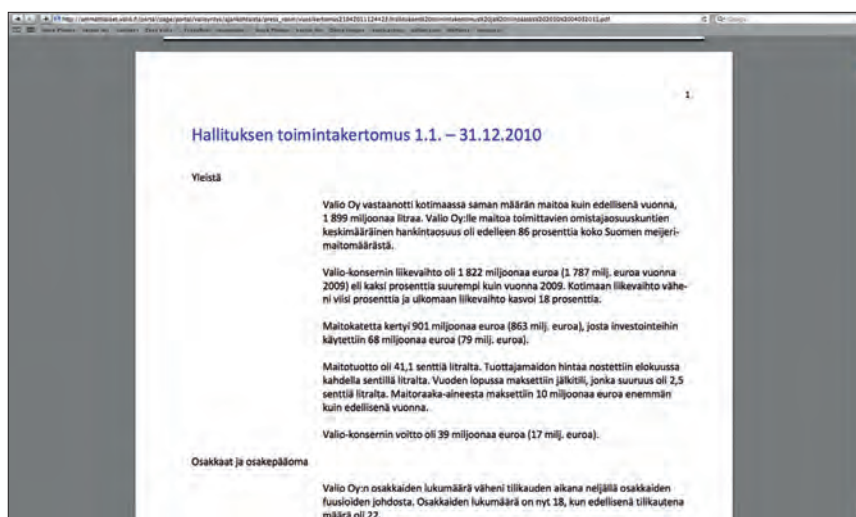 1.
Hallituksen toimintakertomus 1.1. – 31.12.2010
Yleistä
Valio Oy vastaanotti kotimaassa saman määrän maitoa kuin edellisenä vuonna,
1 899 miljoonaa litraa. Valio Oy:lle maitoa toimittavien omistajaosuuskuntien
keskimääräinen hankintaosuus oli edelleen 86 prosenttia koko Suomen meijeri-
maitomäärästä.
Valio-konsernin liikevaihto oli 1 822 miljoonaa euroa (1 787 milj. euroa vuonna
2009) eli kaksi prosenttia suurempi kuin vuonna 2009. Kotimaan liikevaihto vähe-
ni viisi prosenttia ja ulkomaan liikevaihto kasvoi 18 prosenttia.
Maitokatetta kertyi 901 miljoonaa euroa (863 milj. euroa), josta investointeihin
käytettiin 68 miljoonaa euroa (79 milj. euroa).
Maitotuotto oli 41,1 senttiä litralta. Tuottajamaidon hintaa nostettiin elokuussa
kahdella sentillä litralta. Vuoden lopussa maksettiin jälkitili, jonka suuruus oli 2,5
senttiä litralta. Maitoraaka-aineesta maksettiin 10 miljoonaa euroa enemmän
kuin edellisenä vuonna.
Valio-konsernin voitto oli 39 miljoonaa euroa (17 milj. euroa).
Osakkaat ja osakepääoma
Valio Oy:n osakkaiden lukumäärä väheni tilikauden aikana neljällä osakkaiden
fuusioiden johdosta. Osakkaiden lukumäärä on nyt 18, kun edellisenä tilikautena
määrä oli 22.